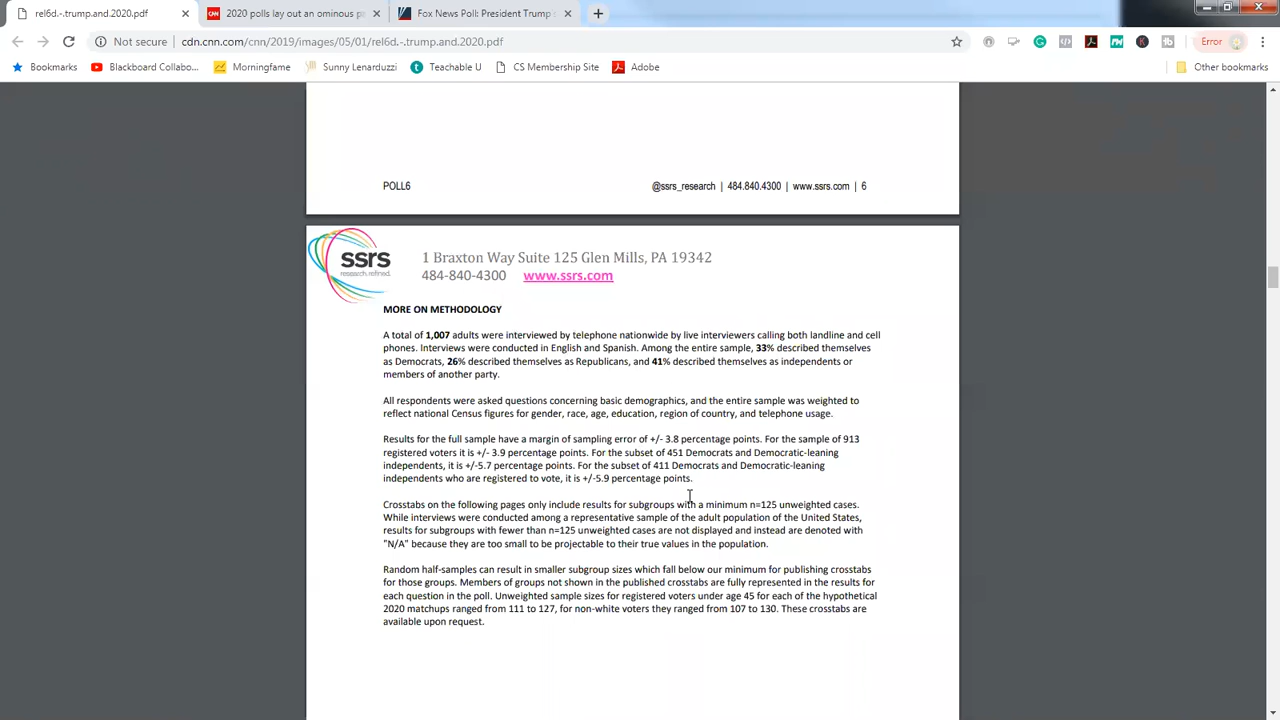 rel6d.-.trump.and.2020.pdf
2020 polls lay out an ominous p
Fox News Poll: President Trump s
Not secure
cdn.cnn.com/cnn/2019/images/05/01/rel6d.-.trump.and.2020.pdf
Error
Bookmarks
Blackboard Collabo...
Morningfame
Sunny Lenarduzzi
Teachable U
CS Membership Site
Adobe
Other bookmarks
POLL6
@ssrs_research | 484.840.4300 | www.ssrs.com | 6
ssrs
research.refined.
1 Braxton Way Suite 125 Glen Mills, PA 19342
484-840-4300 www.ssrs.com
MORE ON METHODOLOGY
A total of 1,007 adults were interviewed by telephone nationwide by live interviewers calling both landline and cell
phones. Interviews were conducted in English and Spanish. Among the entire sample, 33% described themselves
as Democrats, 26% described themselves as Republicans, and 41% described themselves as independents or
members of another party.
All respondents were asked questions concerning basic demographics, and the entire sample was weighted to
reflect national Census figures for gender, race, age, education, region of country, and telephone usage.
Results for the full sample have a margin of sampling error of +/- 3.8 percentage points. For the sample of 913
registered voters it is +/- 3.9 percentage points. For the subset of 451 Democrats and Democratic-leaning
independents, it is +/-5.7 percentage points. For the subset of 411 Democrats and Democratic-leaning
independents who are registered to vote, it is +/-5.9 percentage points.
Crosstabs on the following pages only include results for subgroups with a minimum n=125 unweighted cases.
While interviews were conducted among a representative sample of the adult population of the United States,
results for subgroups with fewer than n=125 unweighted cases are not displayed and instead are denoted with
"N/A" because they are too small to be projectable to their true values in the population.
Random half-samples can result in smaller subgroup sizes which fall below our minimum for publishing crosstabs
for those groups. Members of groups not shown in the published crosstabs are fully represented in the results for
each question in the poll. Unweighted sample sizes for registered voters under age 45 for each of the hypothetical
2020 matchups ranged from 111 to 127, for non-white voters they ranged from 107 to 130. These crosstabs are
available upon request.